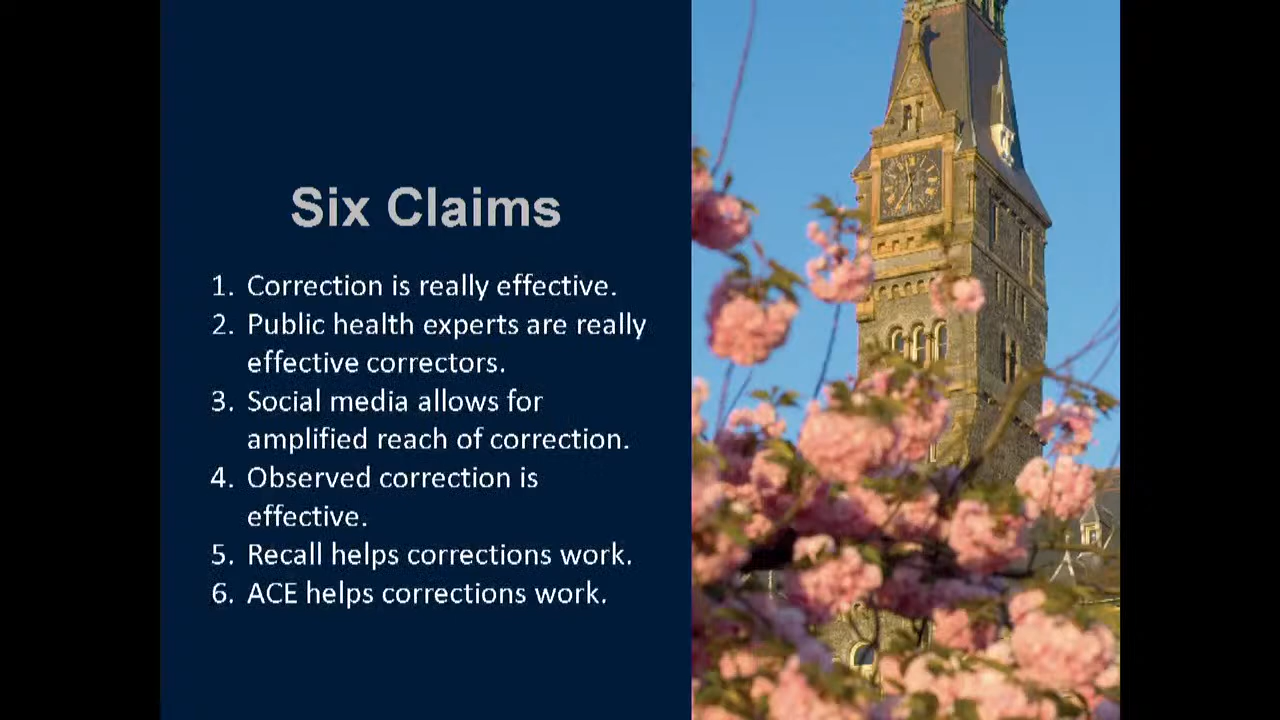 Six Claims
1. Correction is really effective.
2. Public health experts are really
effective correctors.
3. Social media allows for
amplified reach of correction.
4. Observed correction is
effective.
5. Recall helps corrections work.
6. ACE helps corrections work.